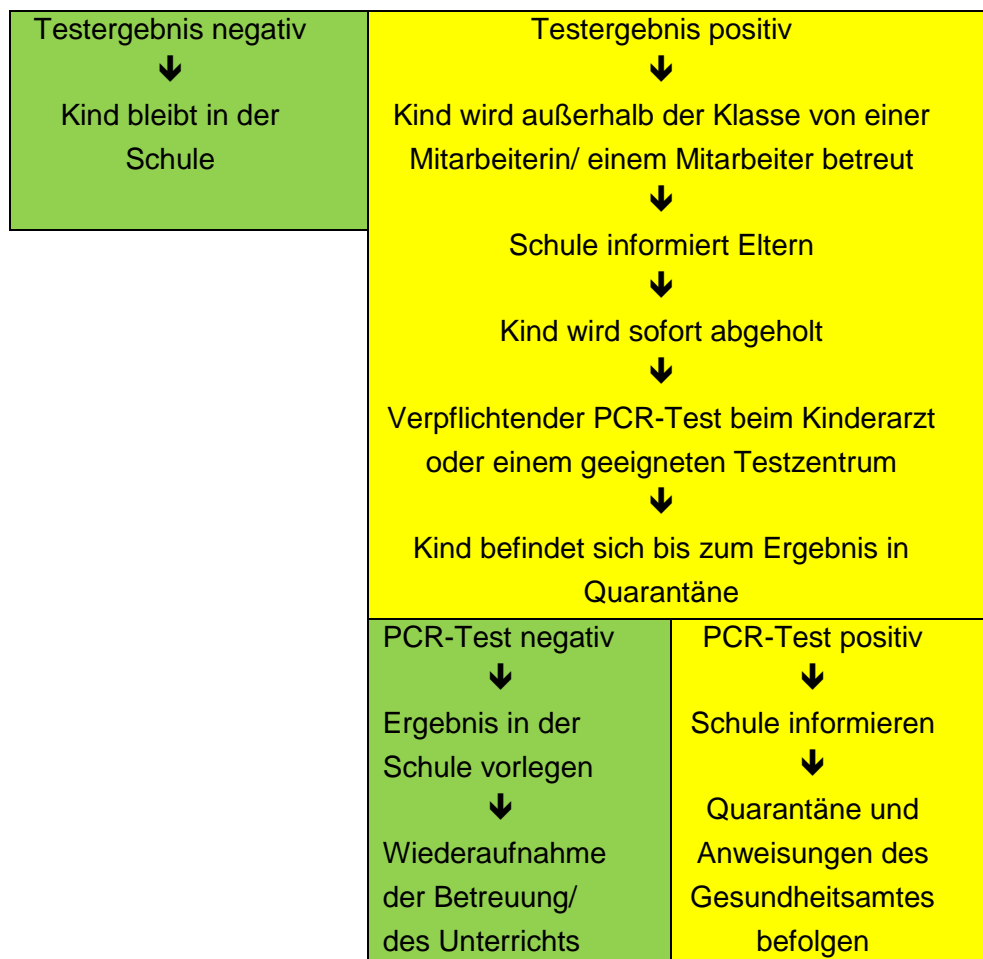 Testergebnis negativ
🡻
Kind bleibt in der
Schule
Testergebnis positiv
🡻
Kind wird außerhalb der Klasse von einer
Mitarbeiterin/ einem Mitarbeiter betreut
🡻
Schule informiert Eltern
🡻
Kind wird sofort abgeholt
🡻
Verpflichtender PCR-Test beim Kinderarzt
oder einem geeigneten Testzentrum
🡻
Kind befindet sich bis zum Ergebnis in
Quarantäne
PCR-Test negativ
🡻
Ergebnis in der
Schule vorlegen
🡻
Wiederaufnahme
der Betreuung/
des Unterrichts
PCR-Test positiv
🡻
Schule informieren
🡻
Quarantäne und
Anweisungen des
Gesundheitsamtes
befolgen